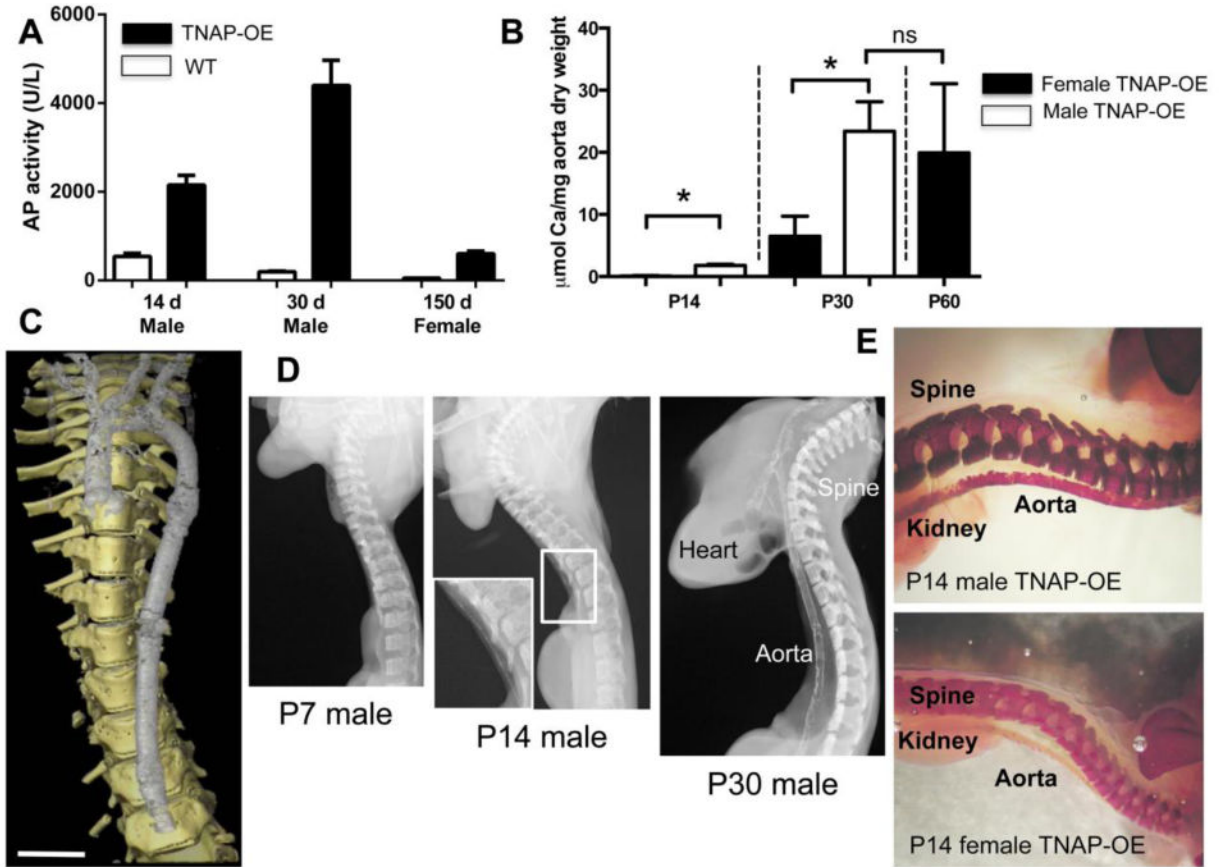 A
6000
4000
2000
0
AP activity (U/L)
TNAP-OE
WT
14 d
Male
30 d
Male
150 d
Female
B
40
30
20
10
0
μmol Ca/mg aorta dry weight
*
*
ns
P14
P30
P60
Female TNAP-OE
Male TNAP-OE
C
D
P7 male
P14 male
Heart
Spine
Aorta
P30 male
E
Spine
Aorta
Kidney
P14 male TNAP-OE
Spine
Kidney
Aorta
P14 female TNAP-OE